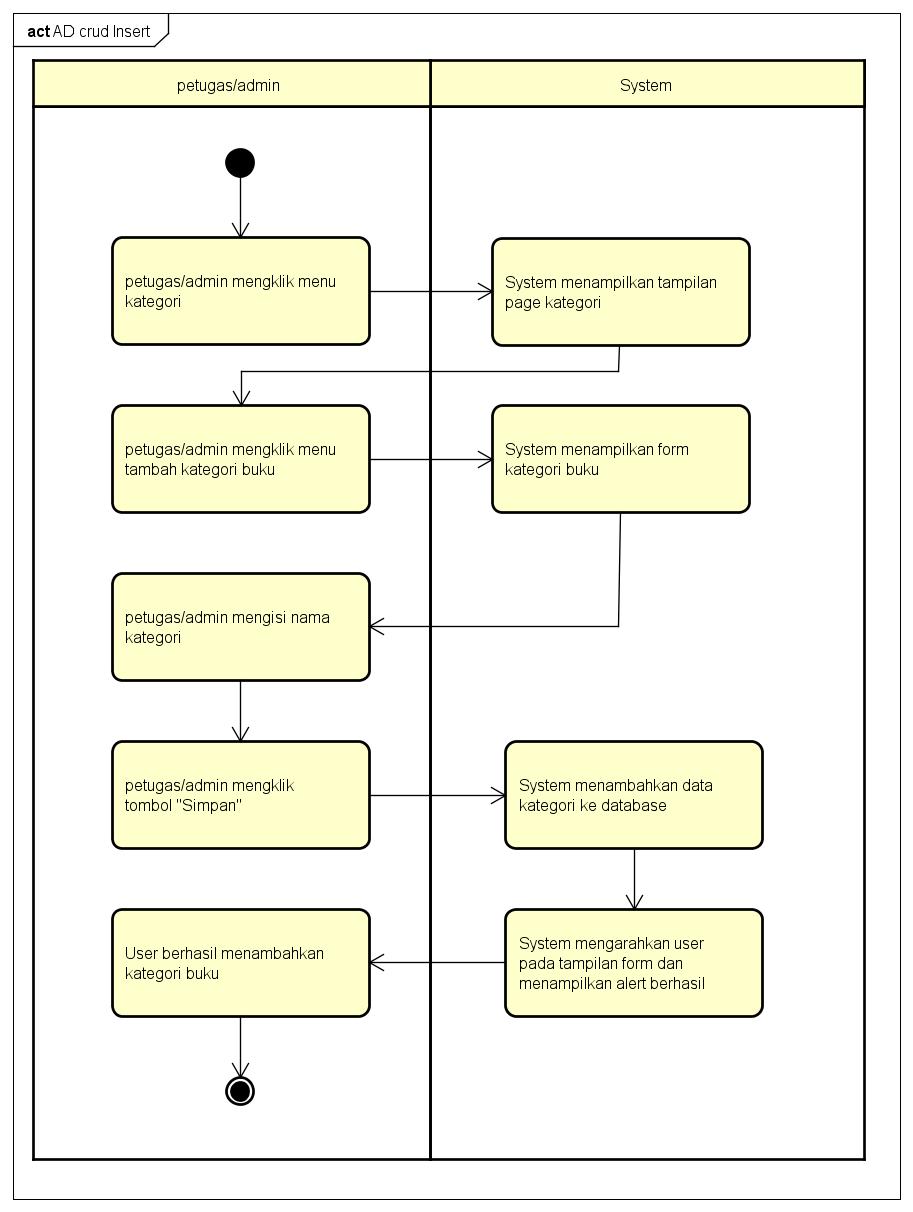 act AD crud Insert
petugas/admin
System
petugas/admin mengklik menu
kategori
System menampilkan tampilan
page kategori
petugas/admin mengklik menu
tambah kategori buku
System menampilkan form
kategori buku
petugas/admin mengisi nama
kategori
petugas/admin mengklik
tombol "Simpan"
System menambahkan data
kategori ke database
User berhasil menambahkan
kategori buku
System mengarahkan user
pada tampilan form dan
menampilkan alert berhasil